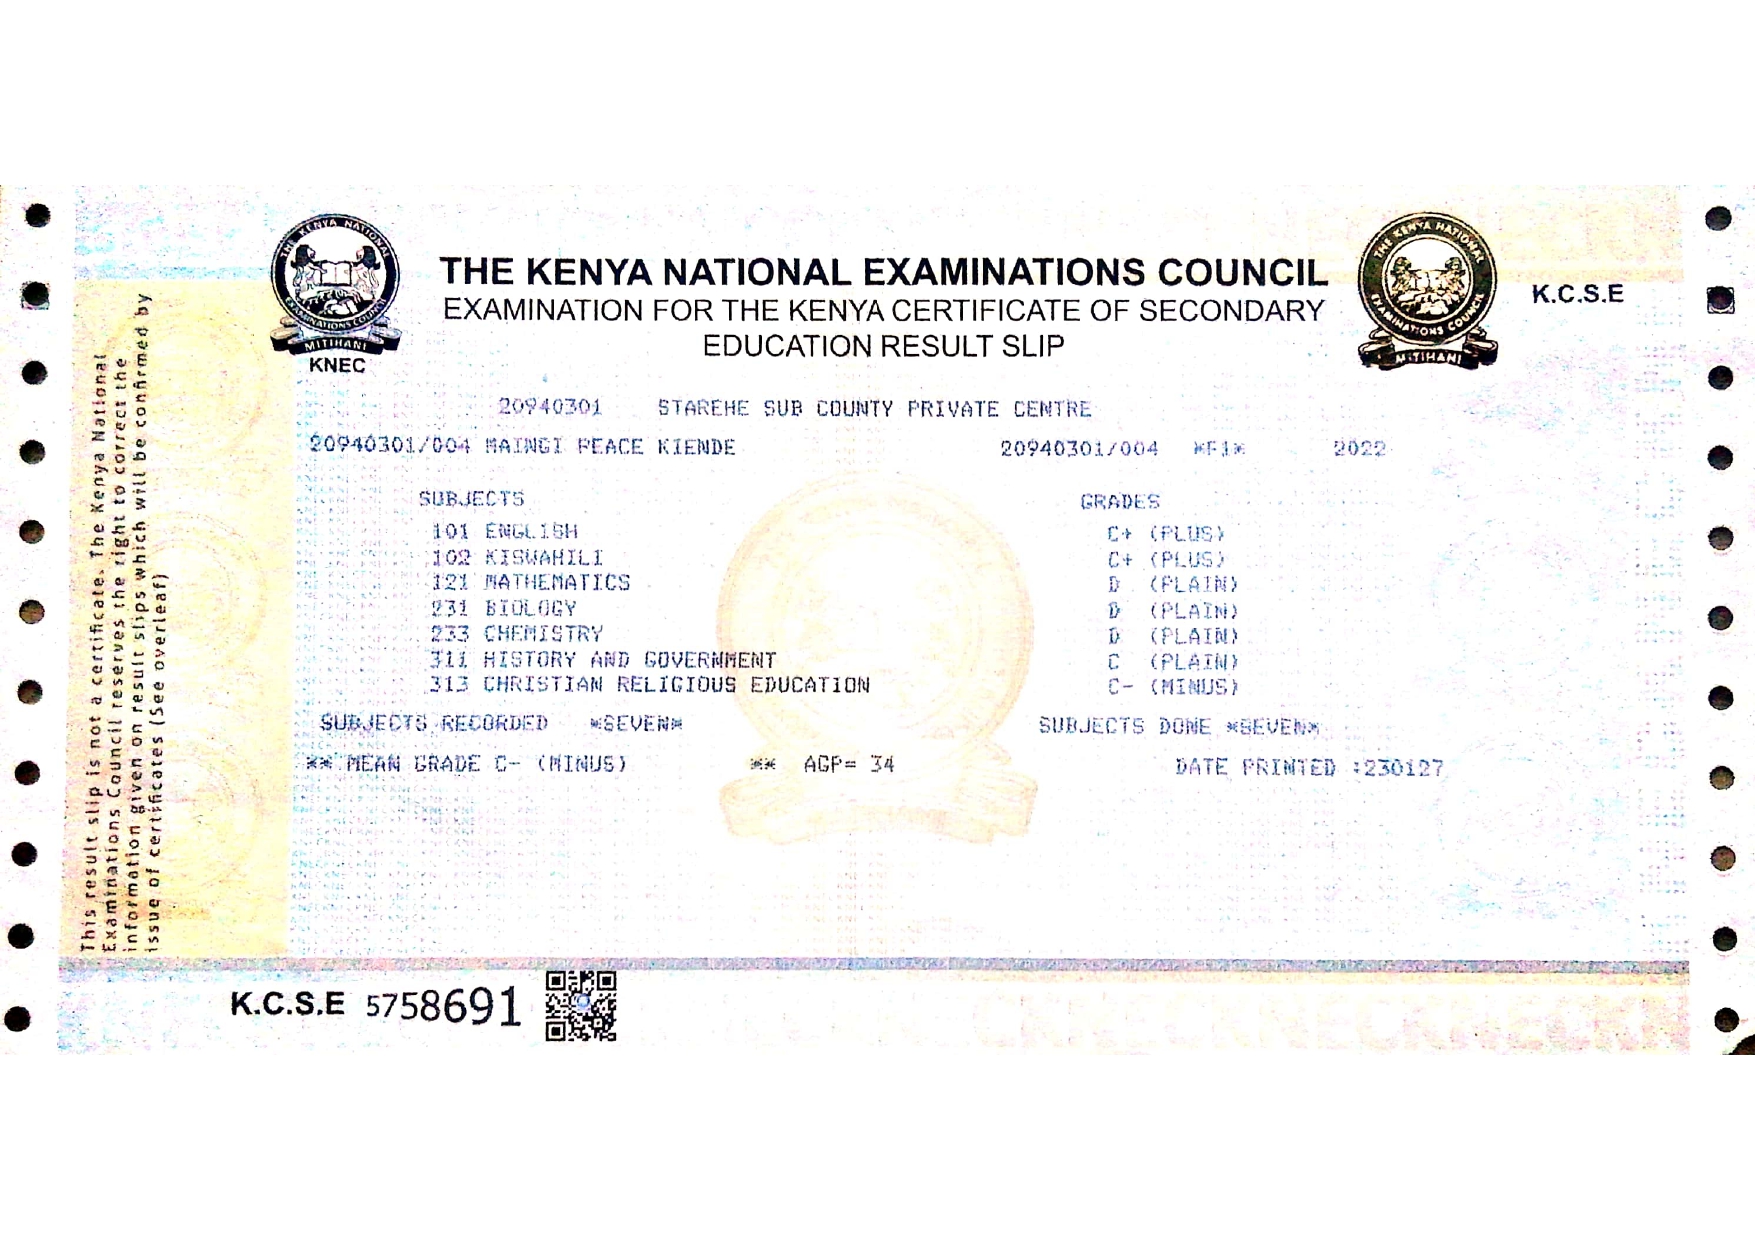 THE KENYA NATIONAL EXAMINATIONS COUNCIL
EXAMINATION FOR THE KENYA CERTIFICATE OF SECONDARY
EDUCATION RESULT SLIP
K.C.S.E
THE KENYA NATIONAL EXAMINATIONS COUNCIL
MITIHANI
KNEC
THE KENYA NATIONAL EXAMINATIONS COUNCIL
MITIHANI
20940301 STAREHE SUB COUNTY PRIVATE CENTRE
20940301/004 MAINGI PEACE KIENDE 20940301/004 *F1* 2022
SUBJECTS GRADES
101 ENGLISH C+ (PLUS)
102 KISWAHILI C+ (PLUS)
121 MATHEMATICS D (PLAIN)
231 BIOLOGY D (PLAIN)
233 CHEMISTRY D (PLAIN)
311 HISTORY AND GOVERNMENT C (PLAIN)
313 CHRISTIAN RELIGIOUS EDUCATION C- (MINUS)
SUBJECTS RECORDED *SEVEN* SUBJECTS DONE *SEVEN*
** MEAN GRADE C- (MINUS) ** AGP= 34 DATE PRINTED :230127
This result slip is not a certificate. The Kenya National
Examinations Council reserves the right to correct the
information given on result slips which will be confirmed by
issue of certificates (See overleaf)
K.C.S.E 5758691